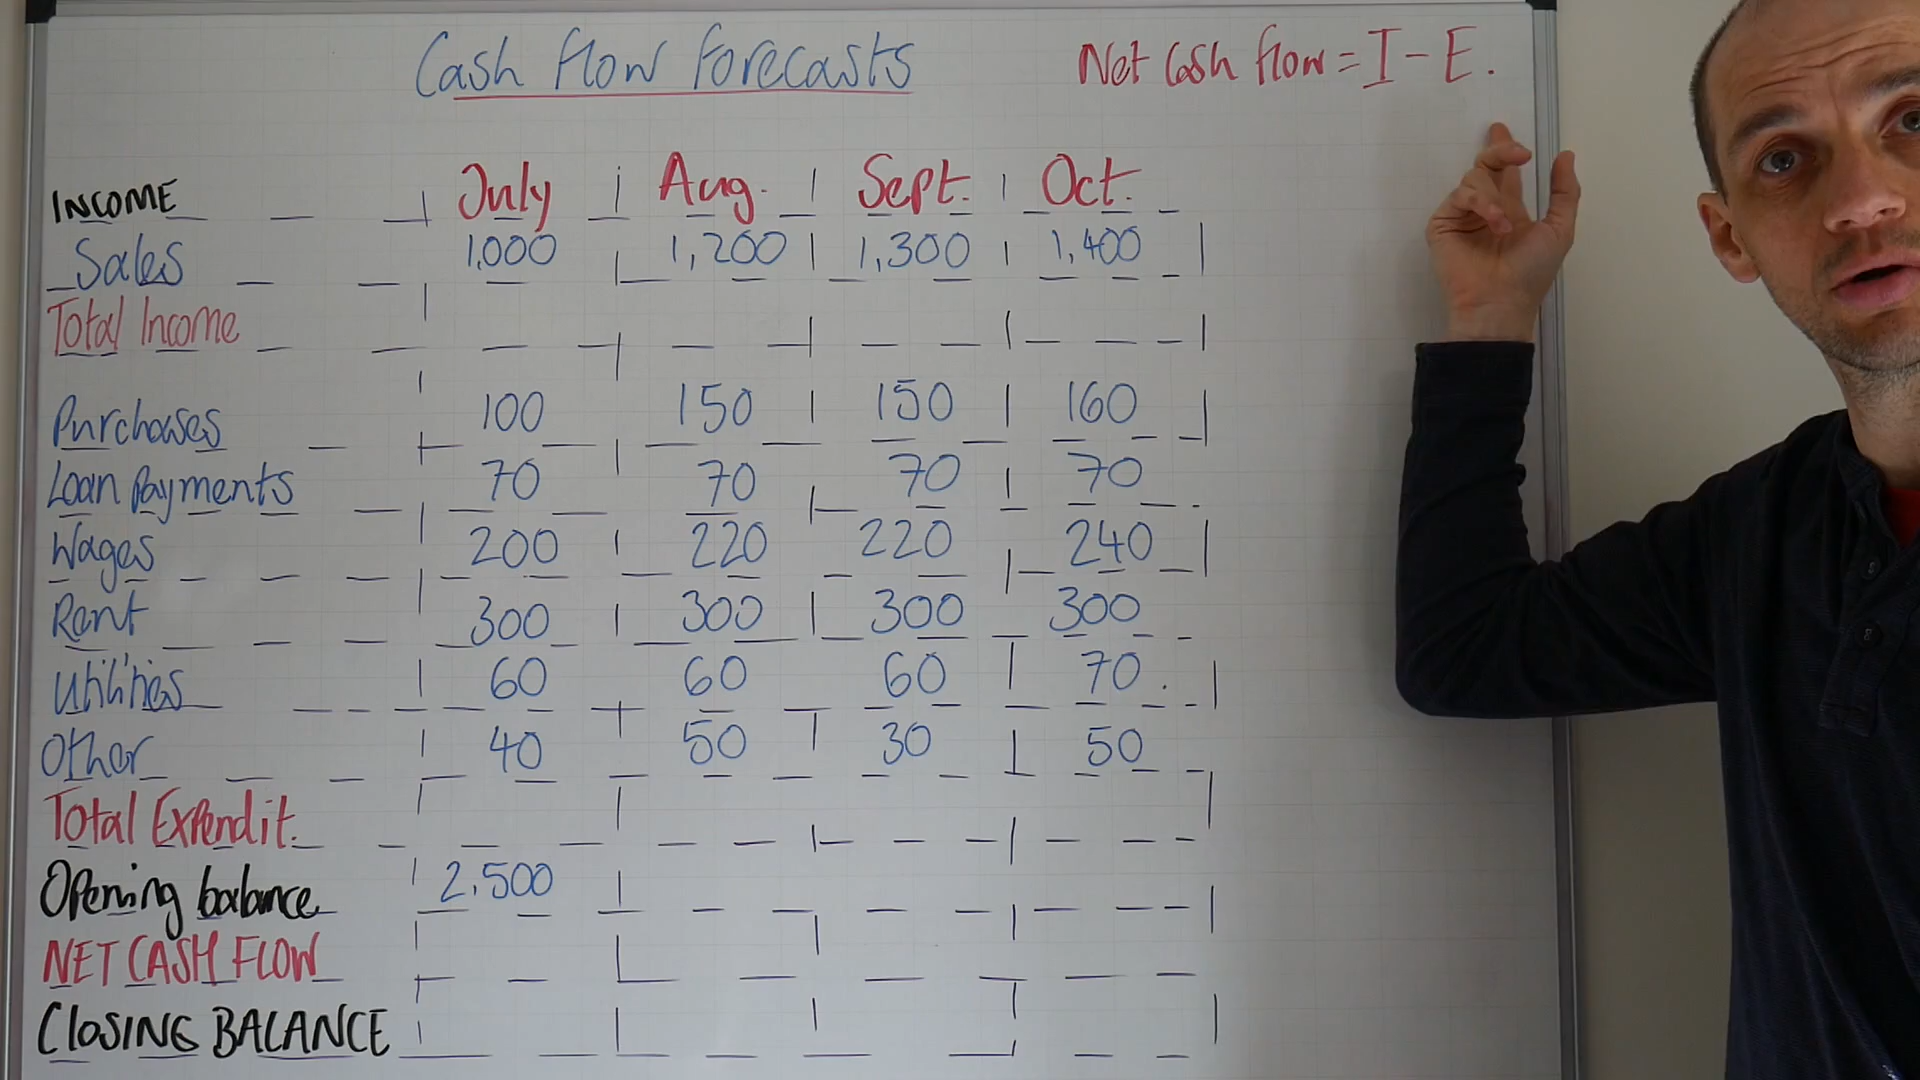 Cash Flow Forecasts
Net Cash flow = I - E.
INCOME July Aug. Sept. Oct.
Sales 1,000 1,200 1,300 1,400
Total Income
Purchases 100 150 150 160
Loan Payments 70 70 70 70
Wages 200 220 220 240
Rent 300 300 300 300
Utilities 60 60 60 70.
Other 40 50 30 50
Total Expendit.
Opening balance 2.500
NET CASH FLOW
CLOSING BALANCE